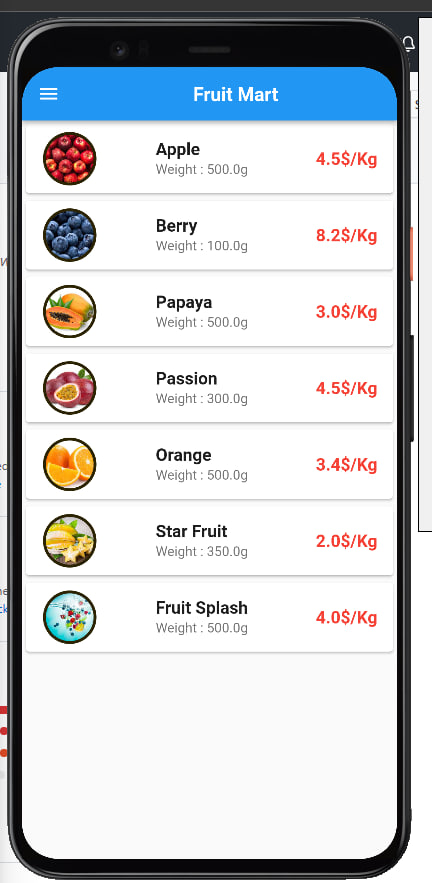 Fruit Mart
Apple
Weight : 500.0g
4.5$/Kg
Berry
Weight : 100.0g
8.2$/Kg
Papaya
Weight : 500.0g
3.0$/Kg
Passion
Weight : 300.0g
4.5$/Kg
Orange
Weight : 500.0g
3.4$/Kg
Star Fruit
Weight : 350.0g
2.0$/Kg
Fruit Splash
Weight : 500.0g
4.0$/Kg